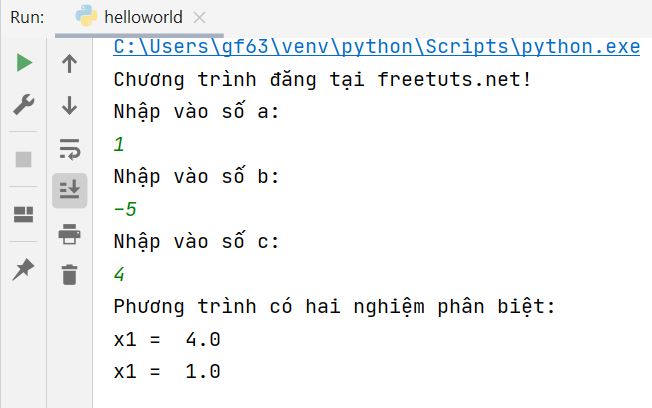 Run: helloworld
C:\Users\gf63\venv\python\Scripts\python.exe
Chương trình đăng tại freetuts.net!
Nhập vào số a:
1
Nhập vào số b:
-5
Nhập vào số c:
4
Phương trình có hai nghiệm phân biệt:
x1 =  4.0
x1 =  1.0